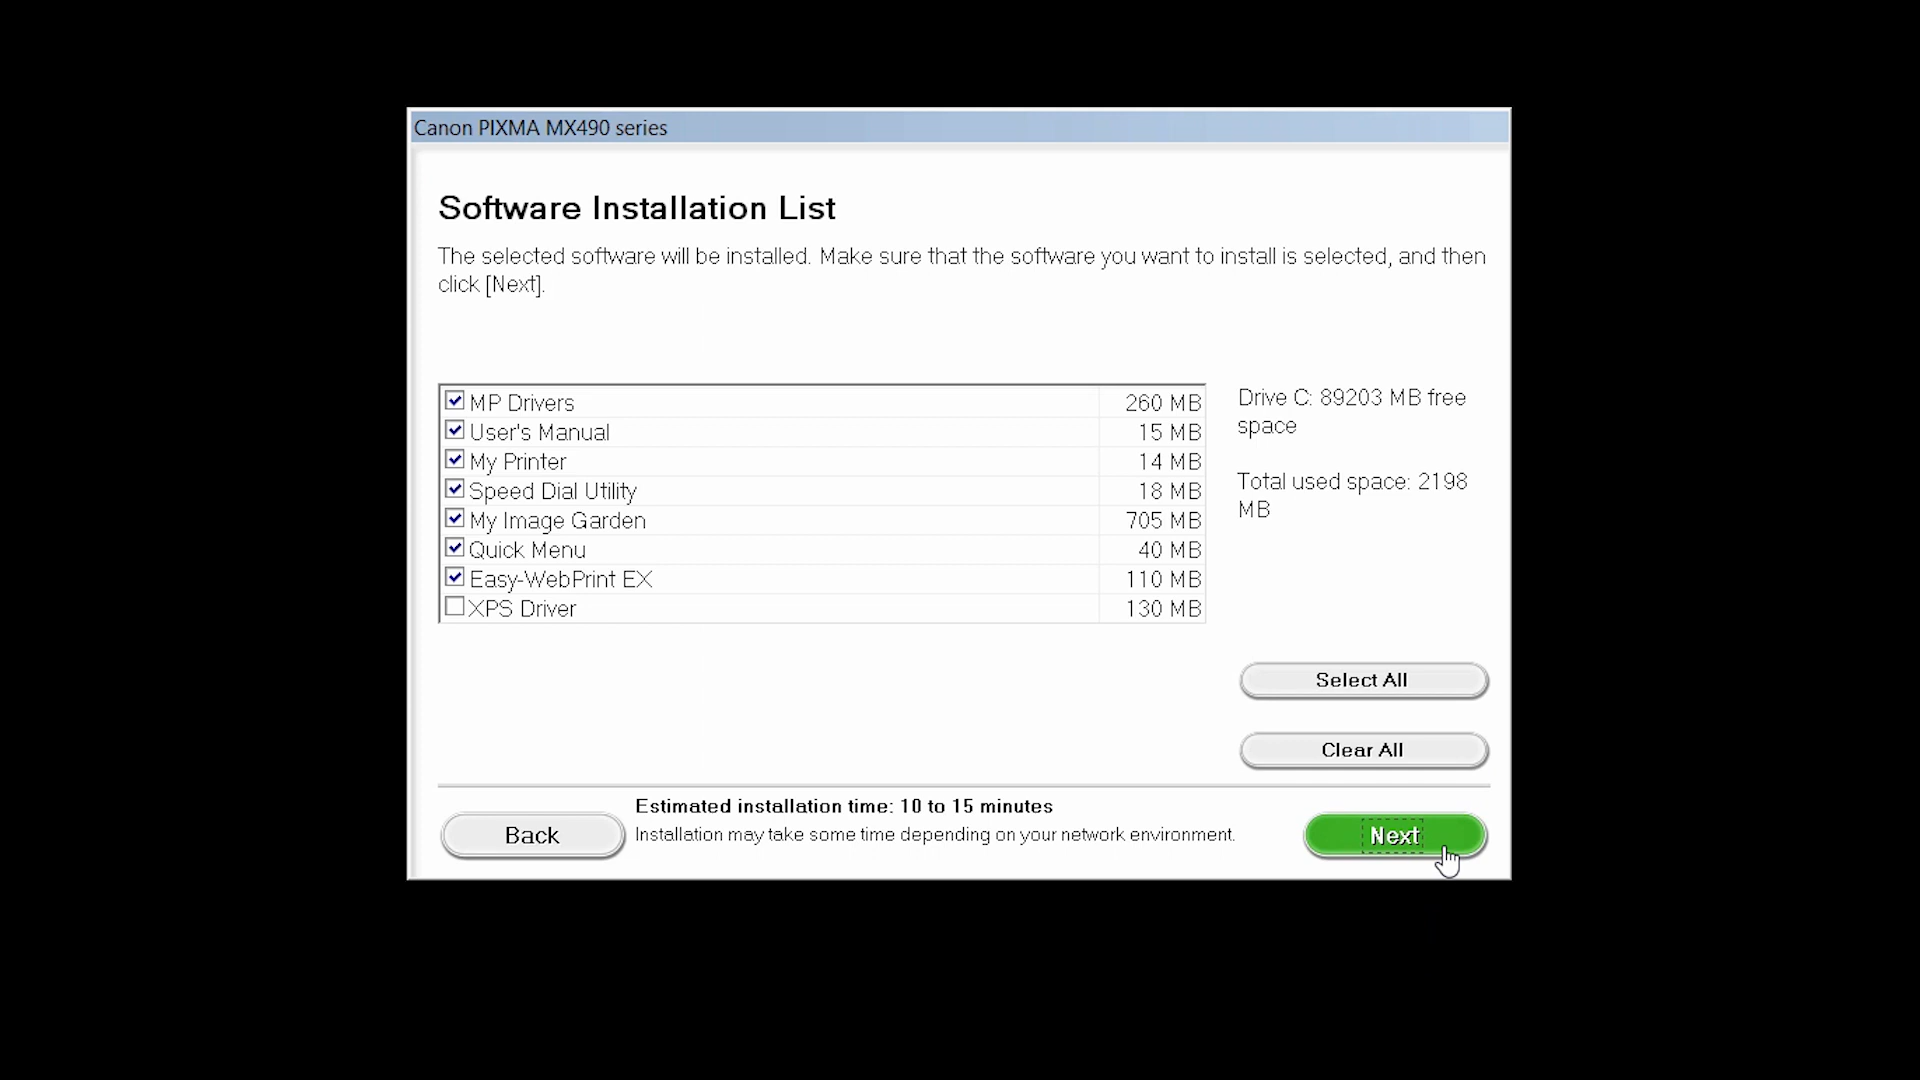 Canon PIXMA MX490 series
Software Installation List
The selected software will be installed. Make sure that the software you want to install is selected, and then
click [Next].
MP Drivers 260 MB
User's Manual 15 MB
My Printer 14 MB
Speed Dial Utility 18 MB
My Image Garden 705 MB
Quick Menu 40 MB
Easy-WebPrint EX 110 MB
XPS Driver 130 MB
Drive C: 89203 MB free
space
Total used space: 2198
MB
Select All
Clear All
Back
Estimated installation time: 10 to 15 minutes
Installation may take some time depending on your network environment.
Next